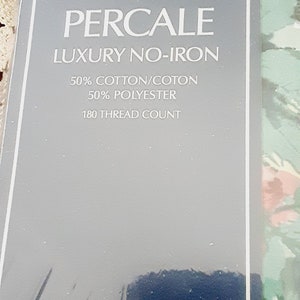 PERCALE
LUXURY NO-IRON
50% COTTON/COTON
50% POLYESTER
180 THREAD COUNT